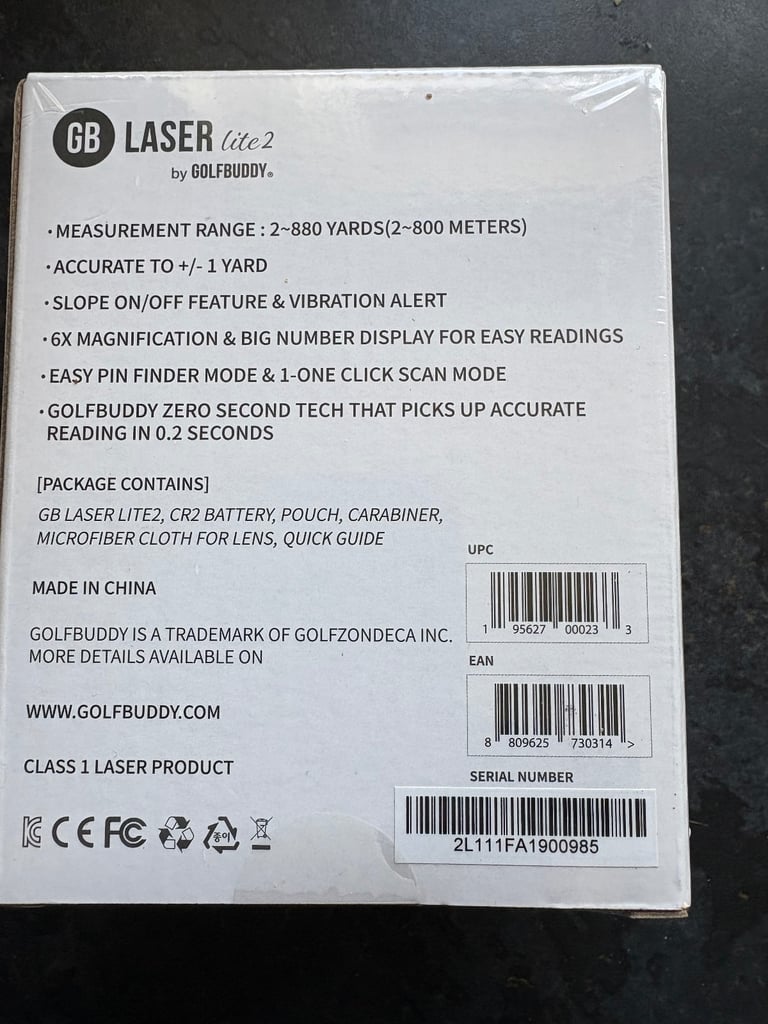 GB LASER lite2
by GOLFBUDDY®
·MEASUREMENT RANGE : 2~880 YARDS(2~800 METERS)
·ACCURATE TO +/- 1 YARD
·SLOPE ON/OFF FEATURE & VIBRATION ALERT
·6X MAGNIFICATION & BIG NUMBER DISPLAY FOR EASY READINGS
·EASY PIN FINDER MODE & 1-ONE CLICK SCAN MODE
·GOLFBUDDY ZERO SECOND TECH THAT PICKS UP ACCURATE
READING IN 0.2 SECONDS
[PACKAGE CONTAINS]
GB LASER LITE2, CR2 BATTERY, POUCH, CARABINER,
MICROFIBER CLOTH FOR LENS, QUICK GUIDE
MADE IN CHINA
GOLFBUDDY IS A TRADEMARK OF GOLFZONDECA INC.
MORE DETAILS AVAILABLE ON
WWW.GOLFBUDDY.COM
CLASS 1 LASER PRODUCT
KC CE FC 종이
UPC
1 95627 00023 3
EAN
8 809625 730314 >
SERIAL NUMBER
2L111FA1900985